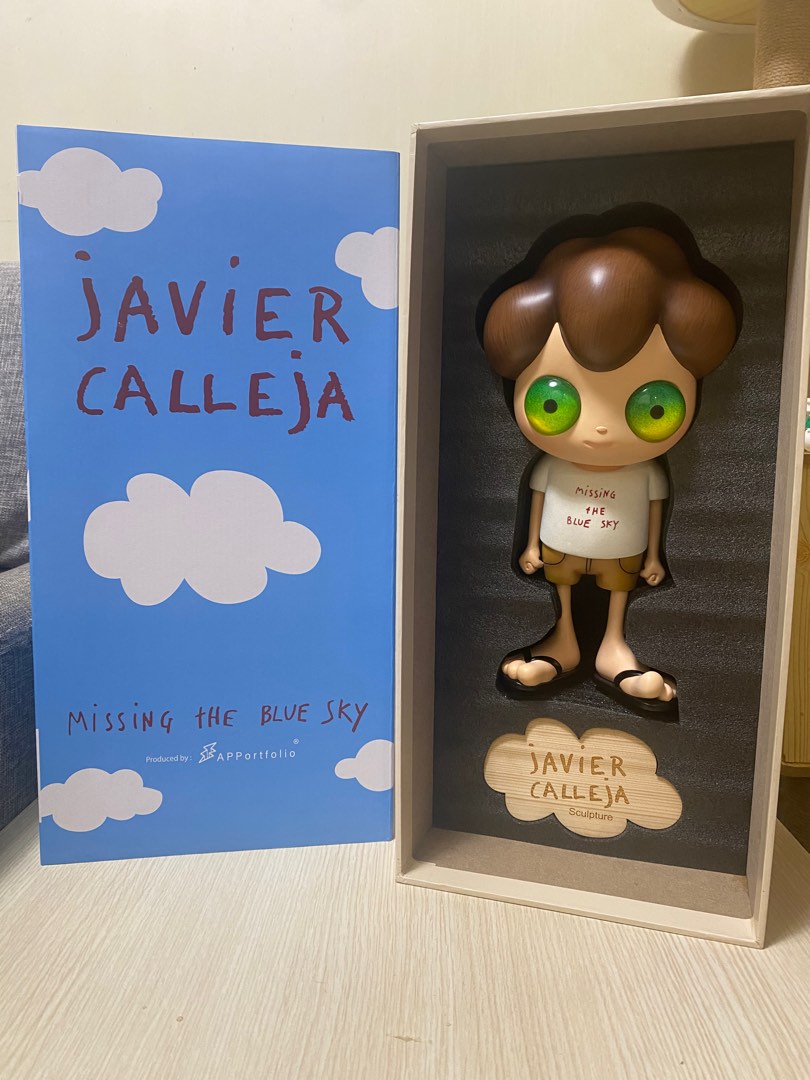 jAViER
CALLEjA
MiSSiNG tHE BLUE SKY
Produced by : APPortfolio®
MiSSiNG
tHE
BLUE SKY
jAViER
CALLEjA
Sculpture